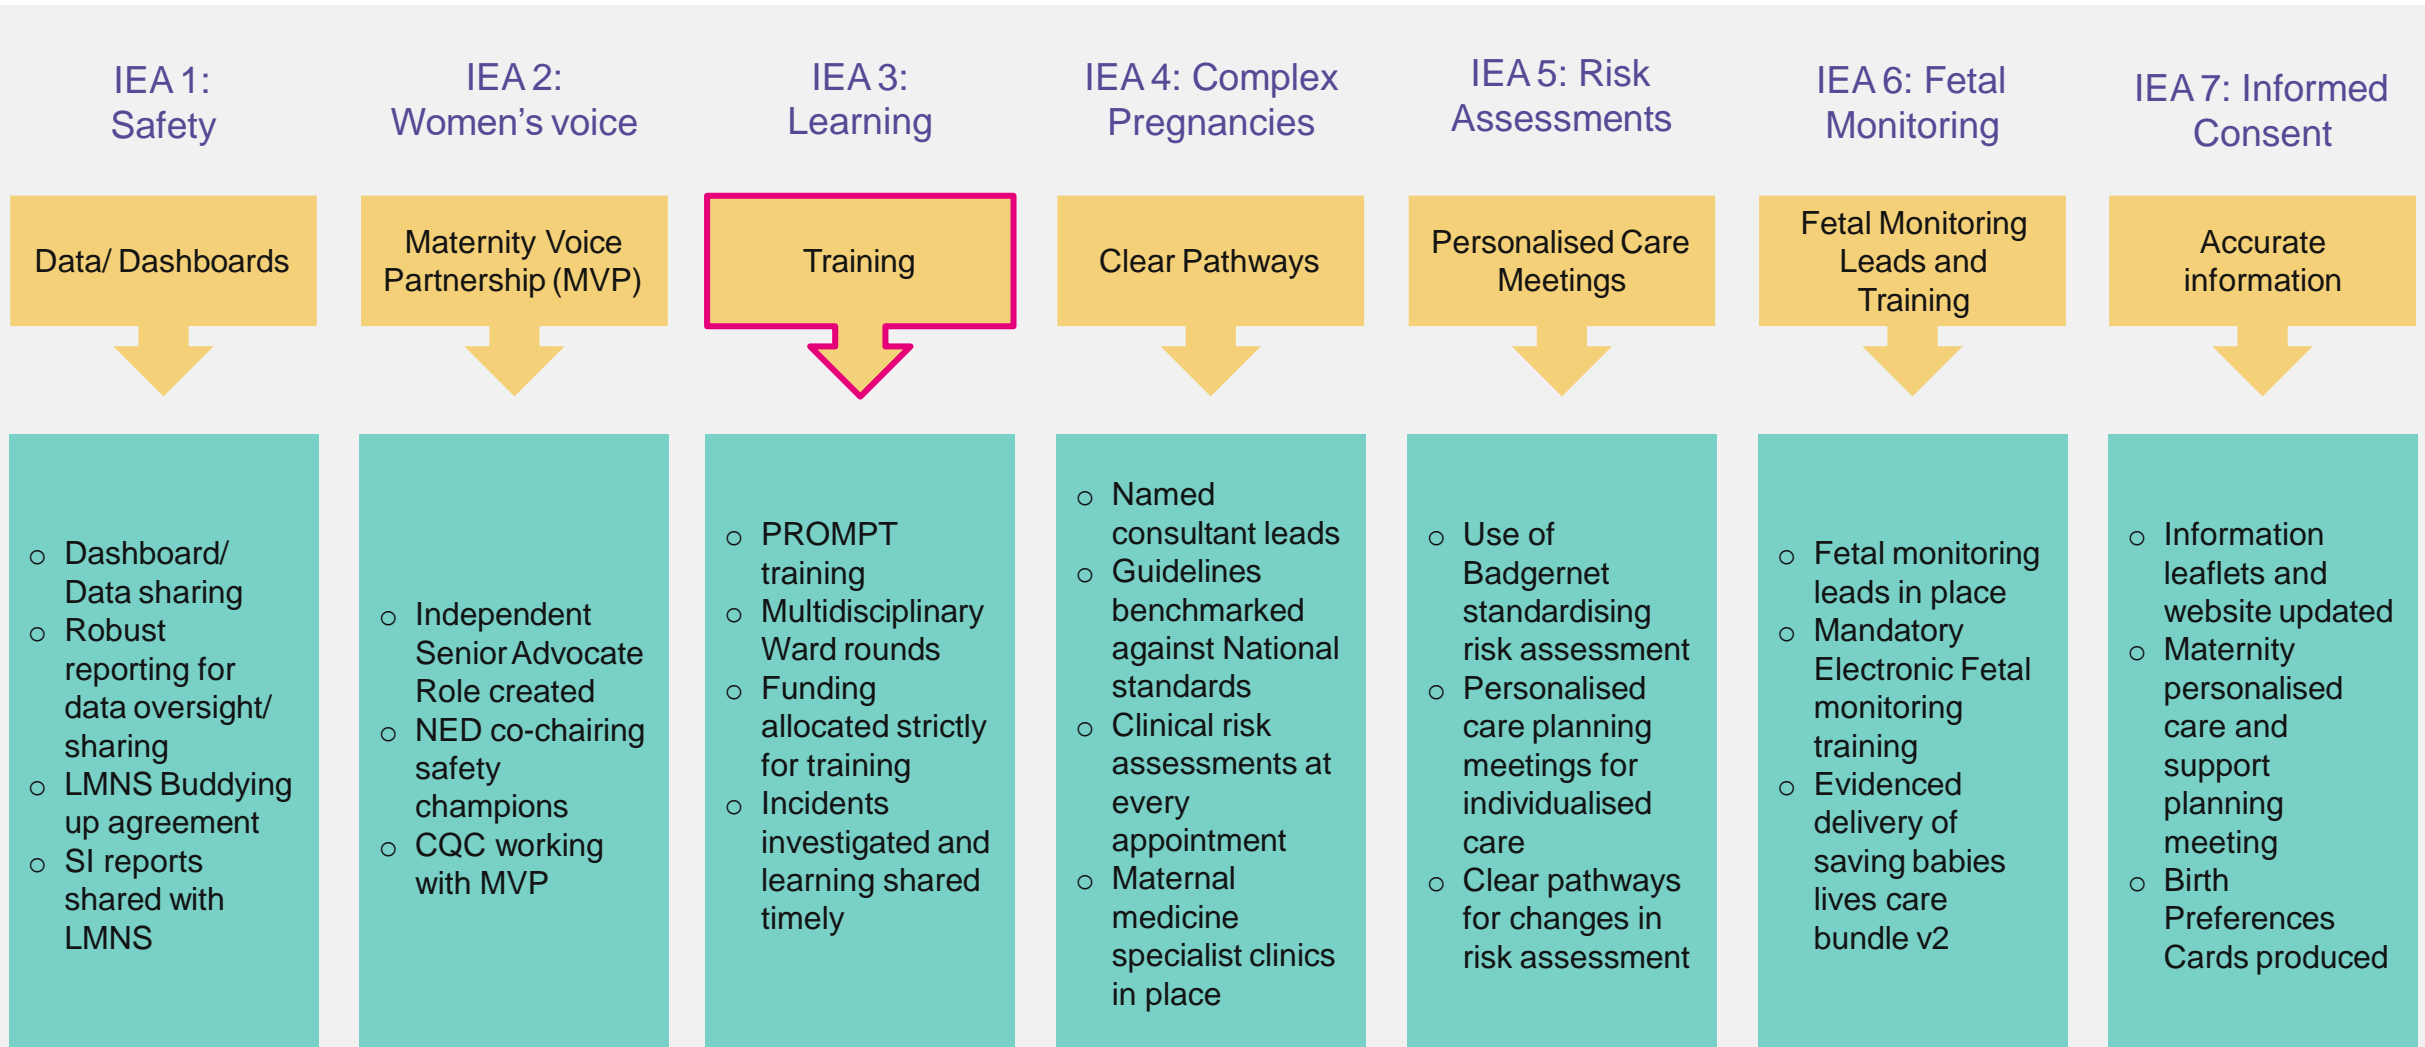 IEA 1:
Safety
Data/ Dashboards
o Dashboard/
Data sharing
o Robust
reporting for
data oversight/
sharing
o LMNS Buddying
up agreement
o SI reports
shared with
LMNS
IEA 2:
Women’s voice
Maternity Voice
Partnership (MVP)
o Independent
Senior Advocate
Role created
o NED co-chairing
safety
champions
o CQC working
with MVP
IEA 3:
Learning
Training
o PROMPT
training
o Multidisciplinary
Ward rounds
o Funding
allocated strictly
for training
o Incidents
investigated and
learning shared
timely
IEA 4: Complex
Pregnancies
Clear Pathways
o Named
consultant leads
o Guidelines
benchmarked
against National
standards
o Clinical risk
assessments at
every
appointment
o Maternal
medicine
specialist clinics
in place
IEA 5: Risk
Assessments
Personalised Care
Meetings
o Use of
Badgernet
standardising
risk assessment
o Personalised
care planning
meetings for
individualised
care
o Clear pathways
for changes in
risk assessment
IEA 6: Fetal
Monitoring
Fetal Monitoring
Leads and
Training
o Fetal monitoring
leads in place
o Mandatory
Electronic Fetal
monitoring
training
o Evidenced
delivery of
saving babies
lives care
bundle v2
IEA 7: Informed
Consent
Accurate
information
o Information
leaflets and
website updated
o Maternity
personalised
care and
support
planning
meeting
o Birth
Preferences
Cards produced